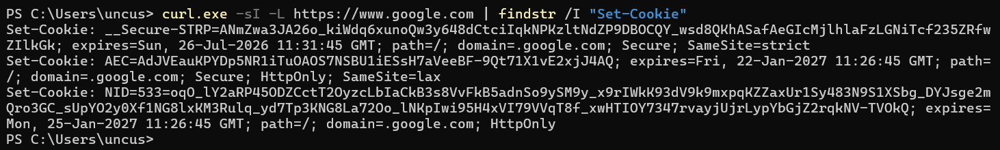 PS C:\Users\uncus> curl.exe -sI -L https://www.google.com | findstr /I "Set-Cookie"
Set-Cookie: __Secure-STRP=ANmZwa3JA26o_kiWdq6xunoQw3y648dCtciIqkNPKzltNdZP9DBOCQY_wsd8QKhASafAeGIcMjlhlaFzLGNiTcf235ZRfw
ZIlkGk; expires=Sun, 26-Jul-2026 11:31:45 GMT; path=/; domain=.google.com; Secure; SameSite=strict
Set-Cookie: AEC=AdJVEauKPYDp5NR1iTuOAOS7NSBU1iESsH7aVeeBF-9Qt71X1vE2xjJ4AQ; expires=Fri, 22-Jan-2027 11:26:45 GMT; path=
/; domain=.google.com; Secure; HttpOnly; SameSite=lax
Set-Cookie: NID=533=oqO_lY2aRP45ODZCctT2OyzcLbIaCkB3s8VvFkB5adnSo9ySM9y_x9rIWkK93dV9k9mxpqKZZaxUr1Sy483N9S1XSbg_DYJsge2m
Qro3GC_sUpYO2y0Xf1NG8lxKM3Rulq_yd7Tp3KNG8La72Oo_lNKpIwi95H4xVI79VVqT8f_xwHTIOY7347rvayjUjrLypYbGjZ2rqkNV-TVOkQ; expires=
Mon, 25-Jan-2027 11:26:45 GMT; path=/; domain=.google.com; HttpOnly
PS C:\Users\uncus>